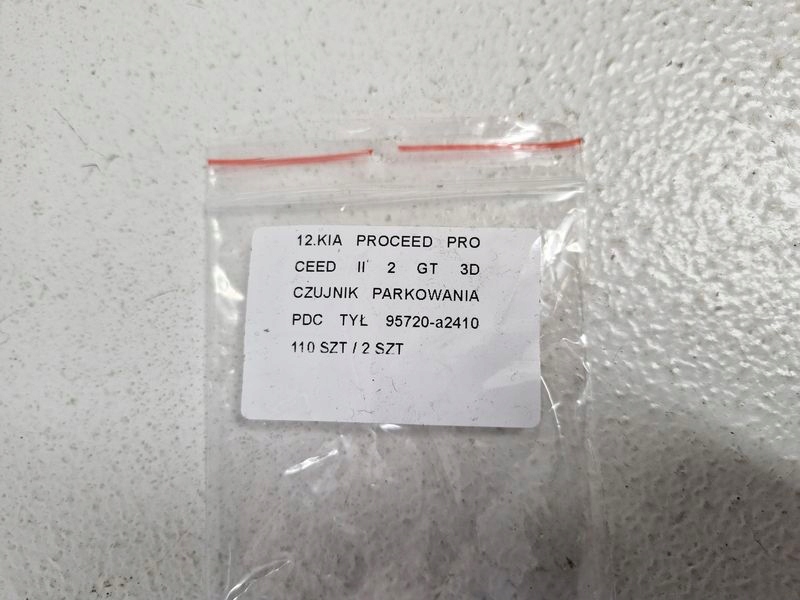 12.KIA PROCEED PRO
CEED II 2 GT 3D
CZUJNIK PARKOWANIA
PDC TYŁ 95720-a2410
110 SZT / 2 SZT